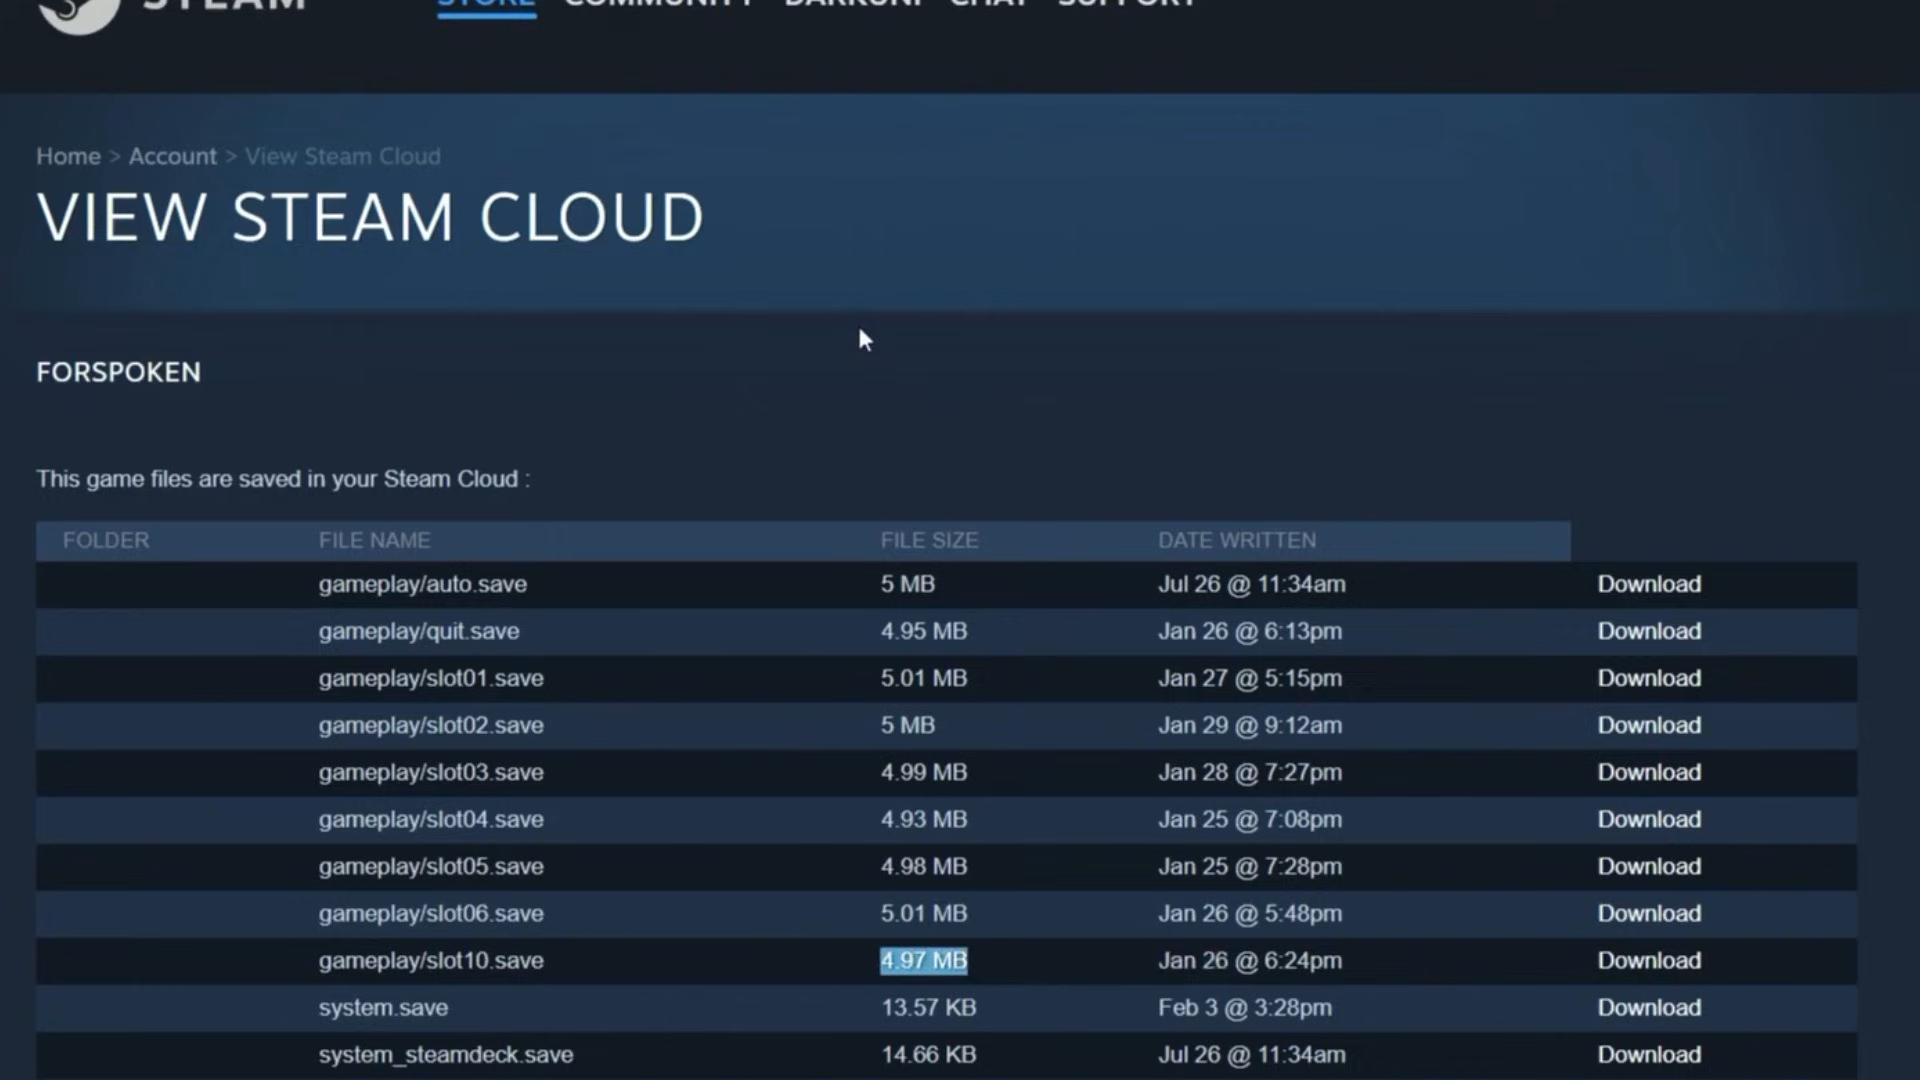 STEAM STORE COMMUNITY DARKONI CHAT SUPPORT
Home > Account > View Steam Cloud
VIEW STEAM CLOUD
FORSPOKEN
This game files are saved in your Steam Cloud :
FOLDER FILE NAME FILE SIZE DATE WRITTEN
gameplay/auto.save 5 MB Jul 26 @ 11:34am Download
gameplay/quit.save 4.95 MB Jan 26 @ 6:13pm Download
gameplay/slot01.save 5.01 MB Jan 27 @ 5:15pm Download
gameplay/slot02.save 5 MB Jan 29 @ 9:12am Download
gameplay/slot03.save 4.99 MB Jan 28 @ 7:27pm Download
gameplay/slot04.save 4.93 MB Jan 25 @ 7:08pm Download
gameplay/slot05.save 4.98 MB Jan 25 @ 7:28pm Download
gameplay/slot06.save 5.01 MB Jan 26 @ 5:48pm Download
gameplay/slot10.save 4.97 MB Jan 26 @ 6:24pm Download
system.save 13.57 KB Feb 3 @ 3:28pm Download
system_steamdeck.save 14.66 KB Jul 26 @ 11:34am Download